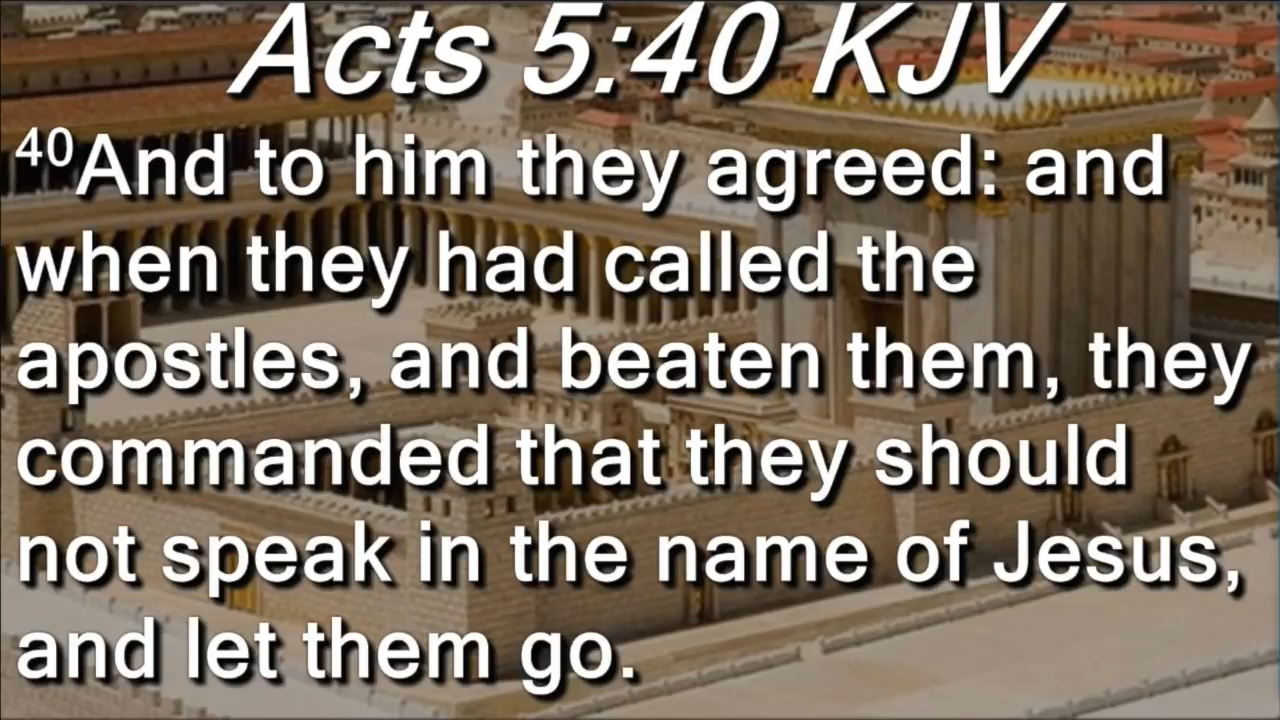 Acts 5:40 KJV
40And to him they agreed: and
when they had called the
apostles, and beaten them, they
commanded that they should
not speak in the name of Jesus,
and let them go.